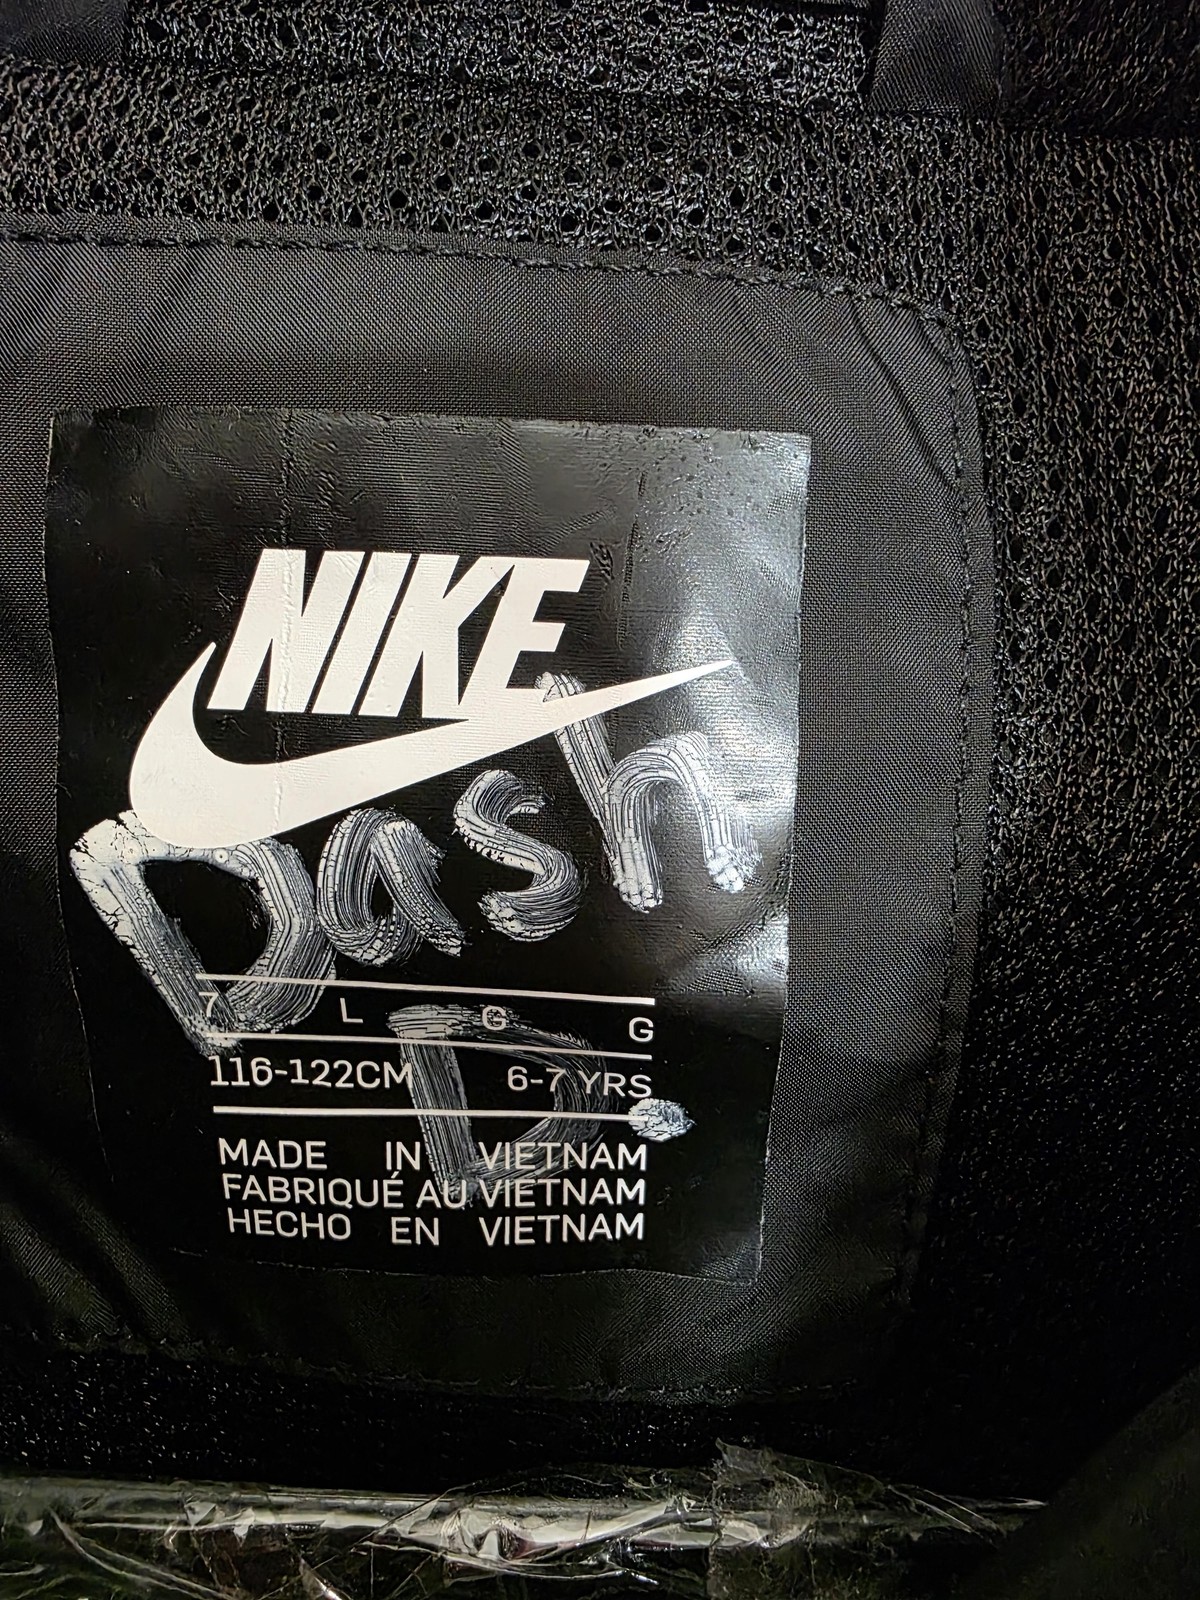 NIKE
Dash
D.
7 L G G
116-122CM 6-7 YRS
MADE IN VIETNAM
FABRIQUÉ AU VIETNAM
HECHO EN VIETNAM